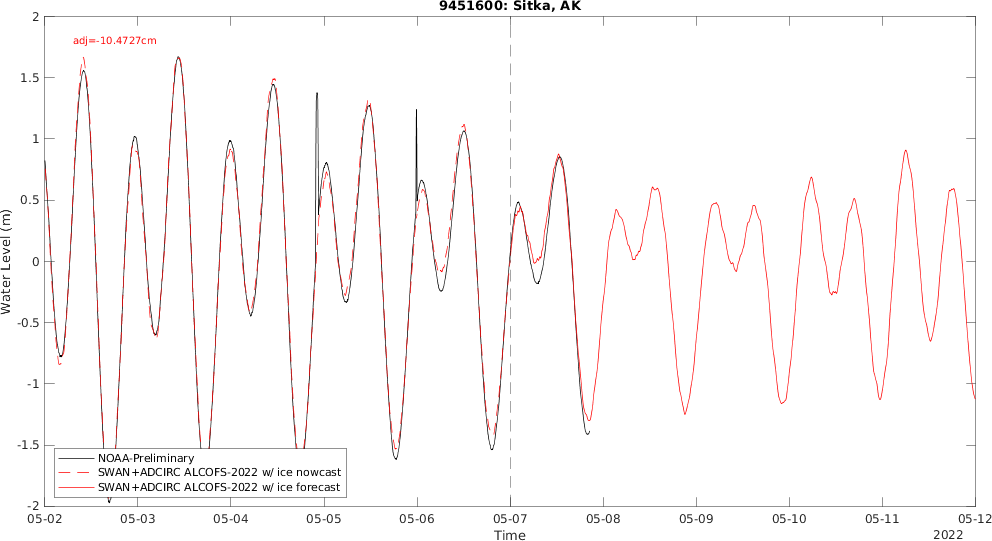 9451600: Sitka, AK
adj=-10.4727cm
Water Level (m)
2
1.5
1
0.5
0
-0.5
-1
-1.5
-2
NOAA-Preliminary
SWAN+ADCIRC ALCOFS-2022 w/ ice nowcast
SWAN+ADCIRC ALCOFS-2022 w/ ice forecast
05-02 05-03 05-04 05-05 05-06 05-07 05-08 05-09 05-10 05-11 05-12
Time
2022